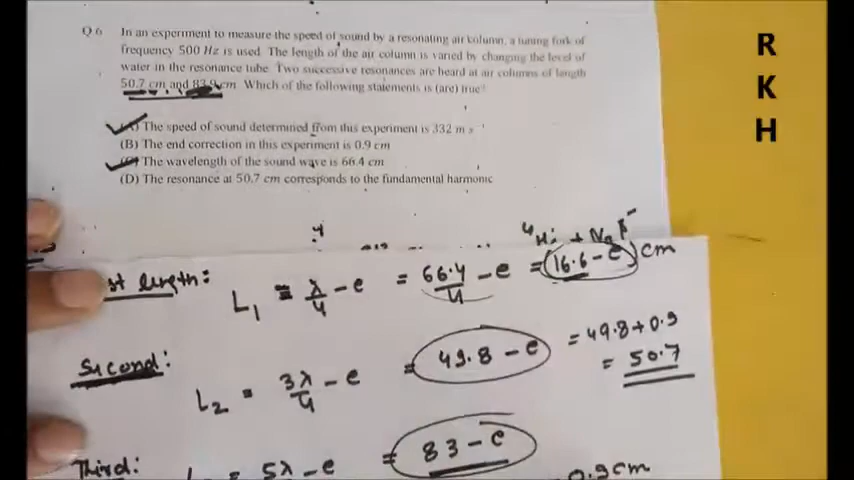 Q.6 In an experiment to measure the speed of sound by a resonating air column, a tuning fork of
frequency 500 Hz is used. The length of the air column is varied by changing the level of
water in the resonance tube. Two successive resonances are heard at air columns of length
50.7 cm and 83.9 cm. Which of the following statements is (are) true?
(A) The speed of sound determined from this experiment is 332 m s⁻¹
(B) The end correction in this experiment is 0.9 cm
(C) The wavelength of the sound wave is 66.4 cm
(D) The resonance at 50.7 cm corresponds to the fundamental harmonic
R
K
H
st length: L₁ = λ/4 - e = 66.4/4 - e = (16.6 - e) cm
Second: L₂ = 3λ/4 - e = 49.8 - e = 49.8 + 0.9
= 50.7
Third: 5λ - e = 83 - e
0.9 cm